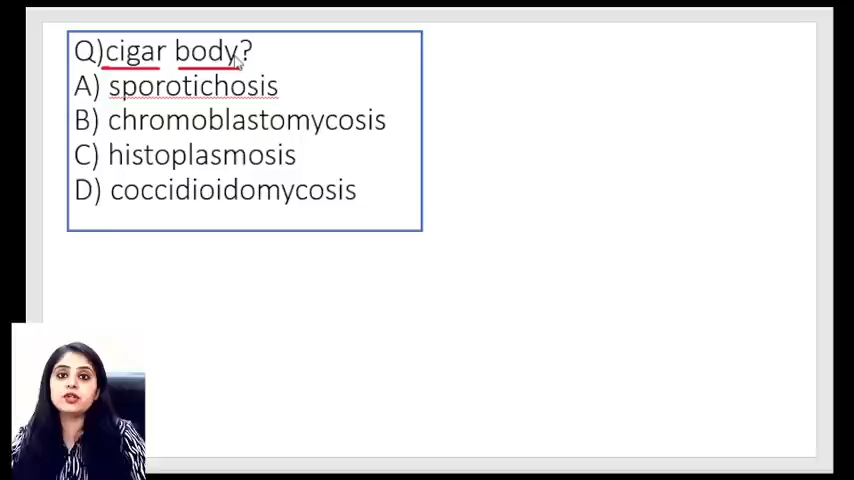 Q)cigar body?
A) sporotichosis
B) chromoblastomycosis
C) histoplasmosis
D) coccidioidomycosis